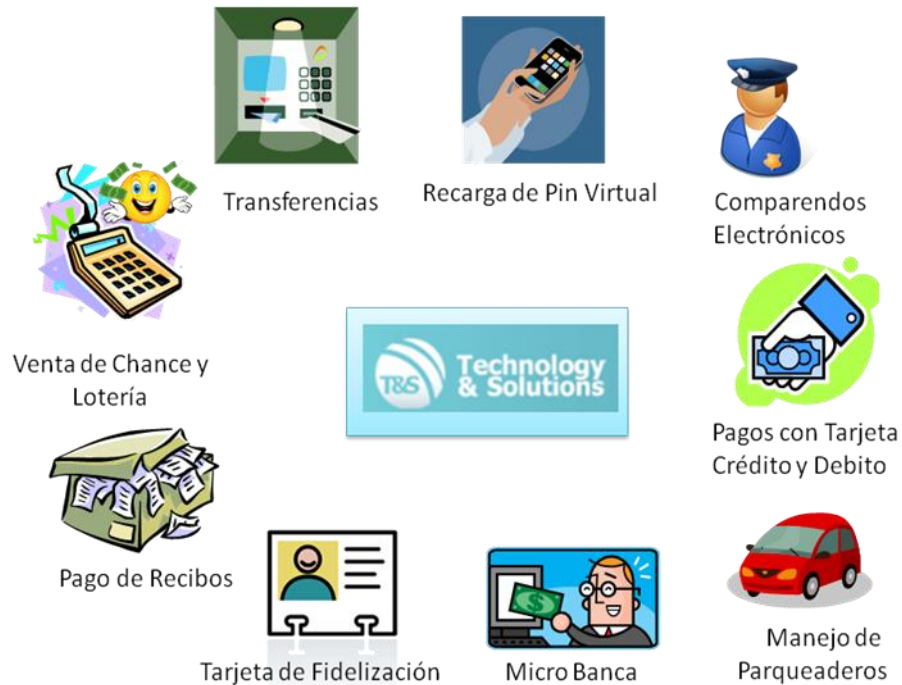 Transferencias
Recarga de Pin Virtual
Comparendos
Electrónicos
Venta de Chance y
Lotería
T&S
Technology
& Solutions
Pagos con Tarjeta
Crédito y Debito
Pago de Recibos
Tarjeta de Fidelización
Micro Banca
$
Manejo de
Parqueaderos